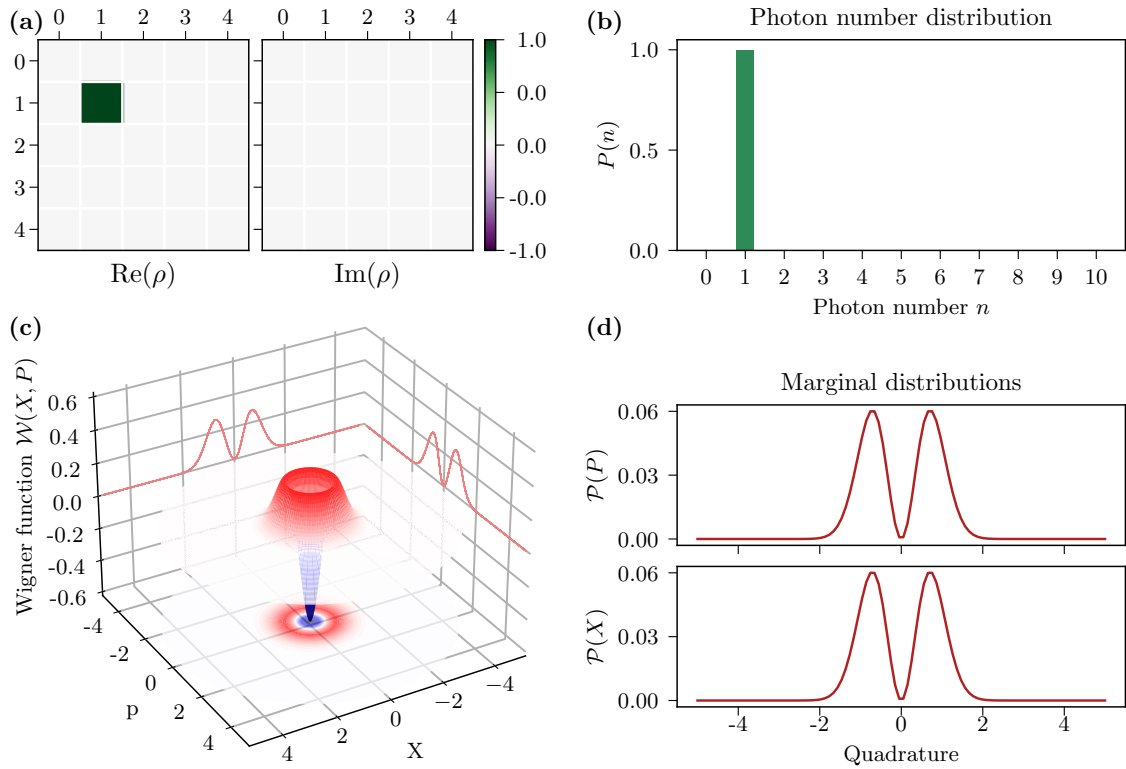 (a)
0 1 2 3 4
0 1 2 3 4
0
1
2
3
4
1.0
0.0
0.0
-0.0
-1.0
Re(ρ)
Im(ρ)
(b)
Photon number distribution
P(n)
1.0
0.5
0.0
0 1 2 3 4 5 6 7 8 9 10
Photon number n
(c)
Wigner function W(X, P)
0.6
0.4
0.2
0.0
-0.2
-0.4
-0.6
-4
-2
0
2
4
p
4
2
0
−2
−4
X
(d)
Marginal distributions
P(P)
0.06
0.03
0.00
P(X)
0.06
0.03
0.00
-4 -2 0 2 4
Quadrature